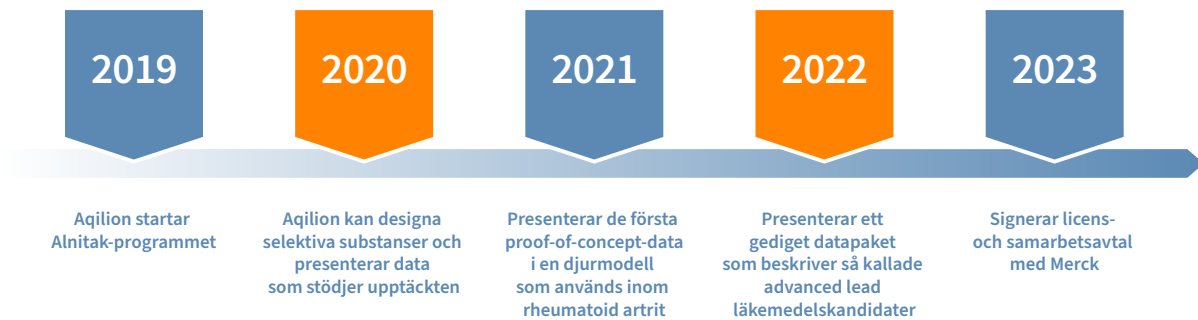 2019
Aqilion startar
Alnitak-programmet
2020
Aqilion kan designa
selektiva substanser och
presenterar data
som stödjer upptäckten
2021
Presenterar de första
proof-of-concept-data
i en djurmodell
som används inom
rheumatoid artrit
2022
Presenterar ett
gediget datapaket
som beskriver så kallade
advanced lead
läkemedelskandidater
2023
Signerar licens-
och samarbetsavtal
med Merck